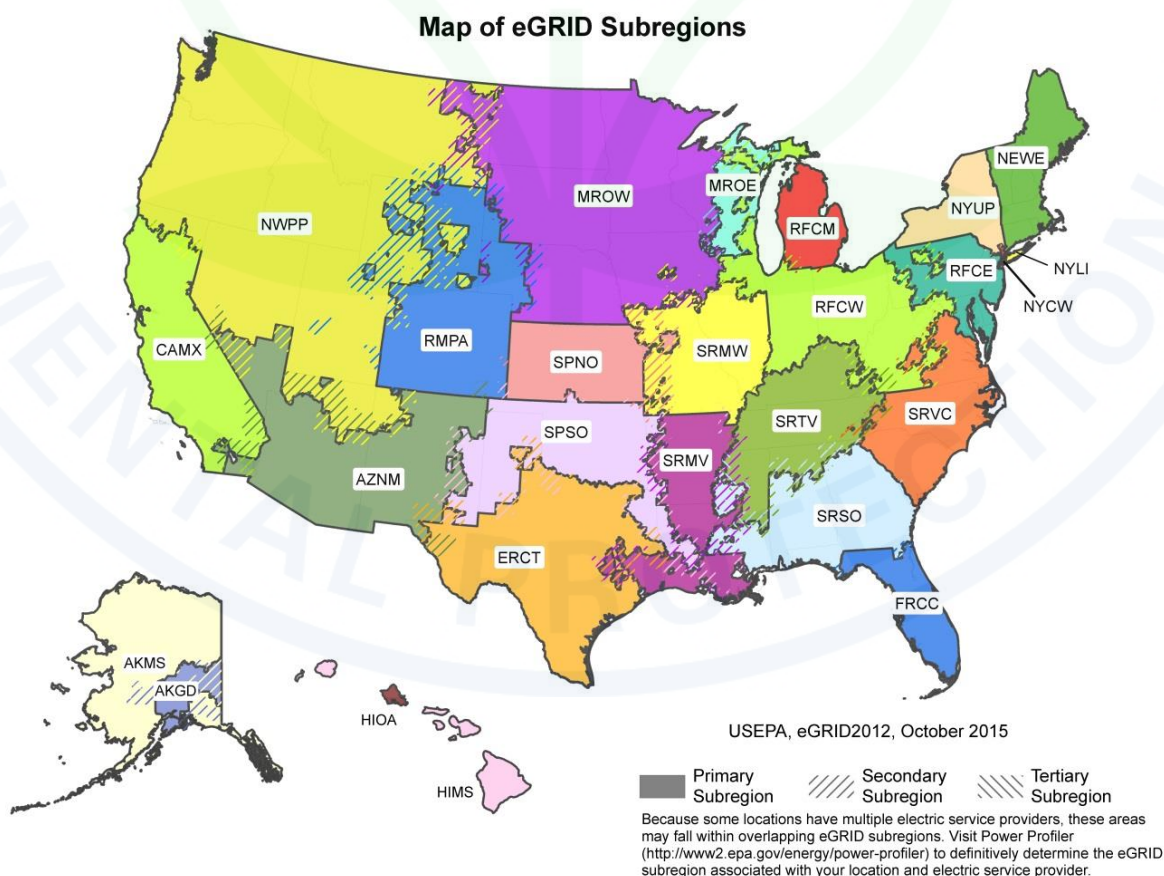 Map of eGRID Subregions
NEWE
MROE
MROW
NYUP
NWPP
RFCM
RFCE
NYLI
NYCW
RFCW
RMPA
CAMX
SRMW
SPNO
SRVC
SRTV
SPSO
SRMV
AZNM
SRSO
ERCT
FRCC
AKMS
AKGD
HIOA
HIMS
USEPA, eGRID2012, October 2015
Primary
Subregion
Secondary
Subregion
Tertiary
Subregion
Because some locations have multiple electric service providers, these areas
may fall within overlapping eGRID subregions. Visit Power Profiler
(http://www2.epa.gov/energy/power-profiler) to definitively determine the eGRID
subregion associated with your location and electric service provider.
MENTAL PROTECTION